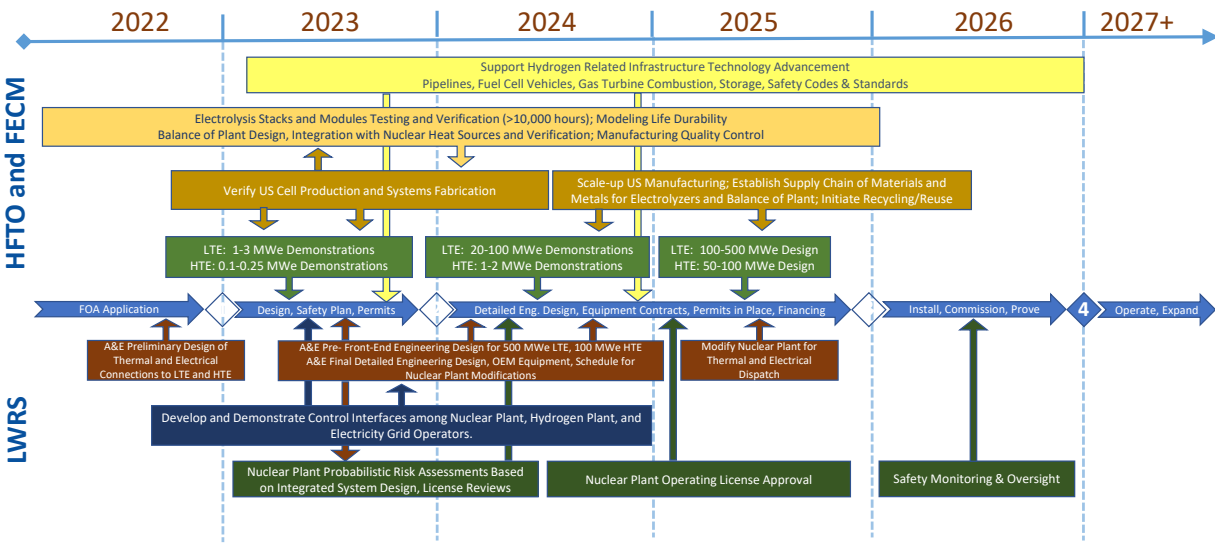 2022
2023
2024
2025
2026
2027+
HFTO and FECM
Support Hydrogen Related Infrastructure Technology Advancement
Pipelines, Fuel Cell Vehicles, Gas Turbine Combustion, Storage, Safety Codes & Standards
Electrolysis Stacks and Modules Testing and Verification (>10,000 hours); Modeling Life Durability
Balance of Plant Design, Integration with Nuclear Heat Sources and Verification; Manufacturing Quality Control
Verify US Cell Production and Systems Fabrication
Scale-up US Manufacturing; Establish Supply Chain of Materials and
Metals for Electrolyzers and Balance of Plant; Initiate Recycling/Reuse
LTE: 1-3 MWe Demonstrations
HTE: 0.1-0.25 MWe Demonstrations
LTE: 20-100 MWe Demonstrations
HTE: 1-2 MWe Demonstrations
LTE: 100-500 MWe Design
HTE: 50-100 MWe Design
FOA Application
Design, Safety Plan, Permits
Detailed Eng. Design, Equipment Contracts, Permits in Place, Financing
Install, Commission, Prove
4
Operate, Expand
LWRS
A&E Preliminary Design of
Thermal and Electrical
Connections to LTE and HTE
A&E Pre- Front-End Engineering Design for 500 MWe LTE, 100 MWe HTE
A&E Final Detailed Engineering Design, OEM Equipment, Schedule for
Nuclear Plant Modifications
Modify Nuclear Plant for
Thermal and Electrical
Dispatch
Develop and Demonstrate Control Interfaces among Nuclear Plant, Hydrogen Plant, and
Electricity Grid Operators.
Nuclear Plant Probabilistic Risk Assessments Based
on Integrated System Design, License Reviews
Nuclear Plant Operating License Approval
Safety Monitoring & Oversight